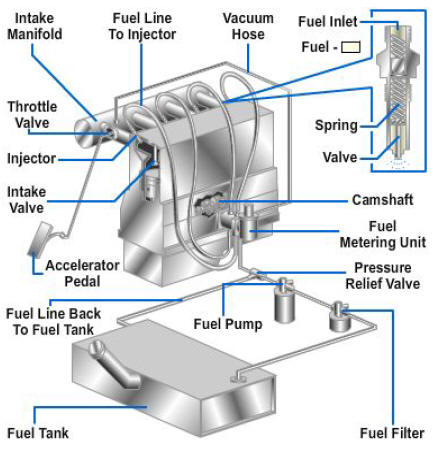 Intake
Manifold
Fuel Line
To Injector
Vacuum
Hose
Fuel Inlet
Fuel -
Throttle
Valve
Spring
Injector
Valve
Intake
Valve
Camshaft
Fuel
Metering Unit
Accelerator
Pedal
Pressure
Relief Valve
Fuel Line Back
To Fuel Tank
Fuel Pump
Fuel Tank
Fuel Filter